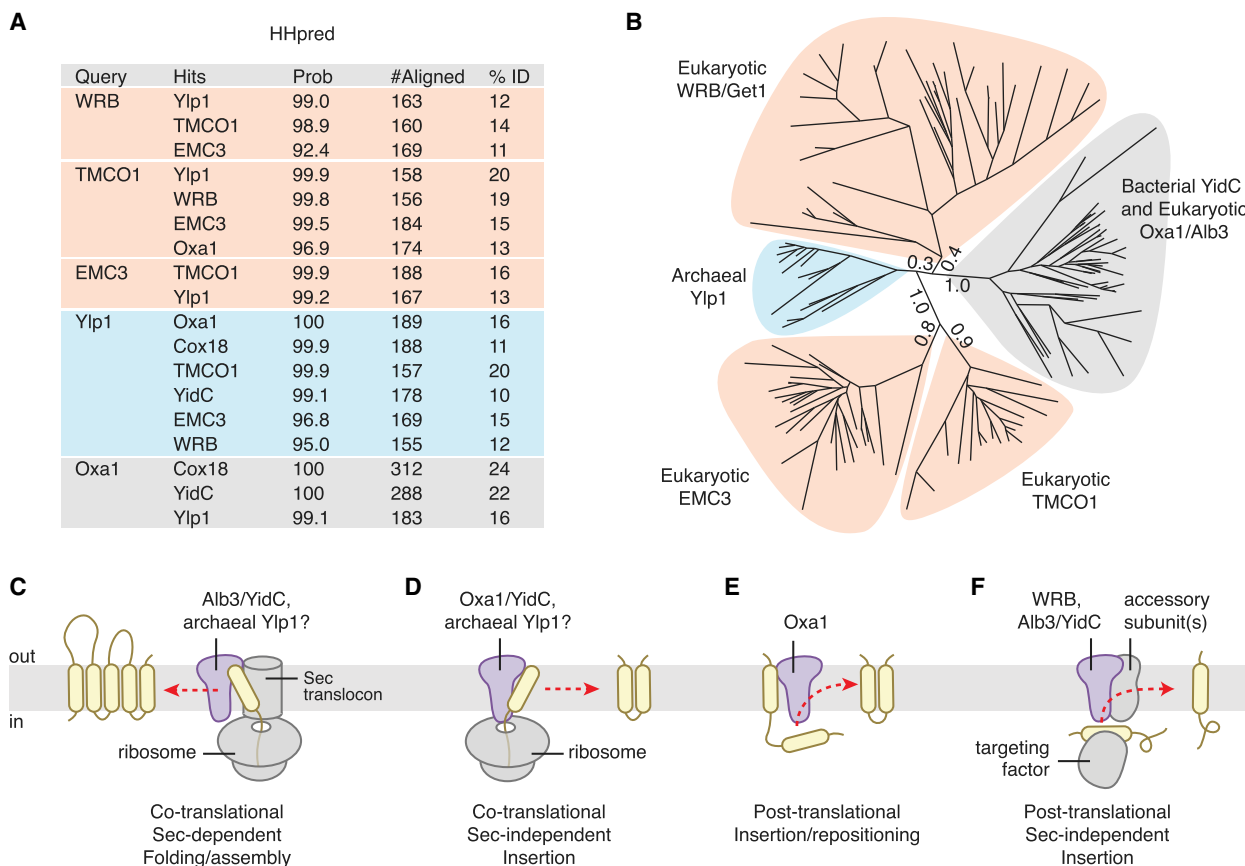 A
HHpred
Query Hits Prob #Aligned % ID
WRB Ylp1 99.0 163 12
TMCO1 98.9 160 14
EMC3 92.4 169 11
TMCO1 Ylp1 99.9 158 20
WRB 99.8 156 19
EMC3 99.5 184 15
Oxa1 96.9 174 13
EMC3 TMCO1 99.9 188 16
Ylp1 99.2 167 13
Ylp1 Oxa1 100 189 16
Cox18 99.9 188 11
TMCO1 99.9 157 20
YidC 99.1 178 10
EMC3 96.8 169 15
WRB 95.0 155 12
Oxa1 Cox18 100 312 24
YidC 100 288 22
Ylp1 99.1 183 16
B
Eukaryotic
WRB/Get1
Bacterial YidC
and Eukaryotic
Oxa1/Alb3
Archaeal
Ylp1
0.3
0.4
1.0
1.0
0.8
0.9
Eukaryotic
EMC3
Eukaryotic
TMCO1
C
Alb3/YidC,
archaeal Ylp1?
out
in
Sec
translocon
ribosome
Co-translational
Sec-dependent
Folding/assembly
D
Oxa1/YidC,
archaeal Ylp1?
ribosome
Co-translational
Sec-independent
Insertion
E
Oxa1
Post-translational
Insertion/repositioning
F
WRB,
Alb3/YidC
accessory
subunit(s)
targeting
factor
Post-translational
Sec-independent
Insertion